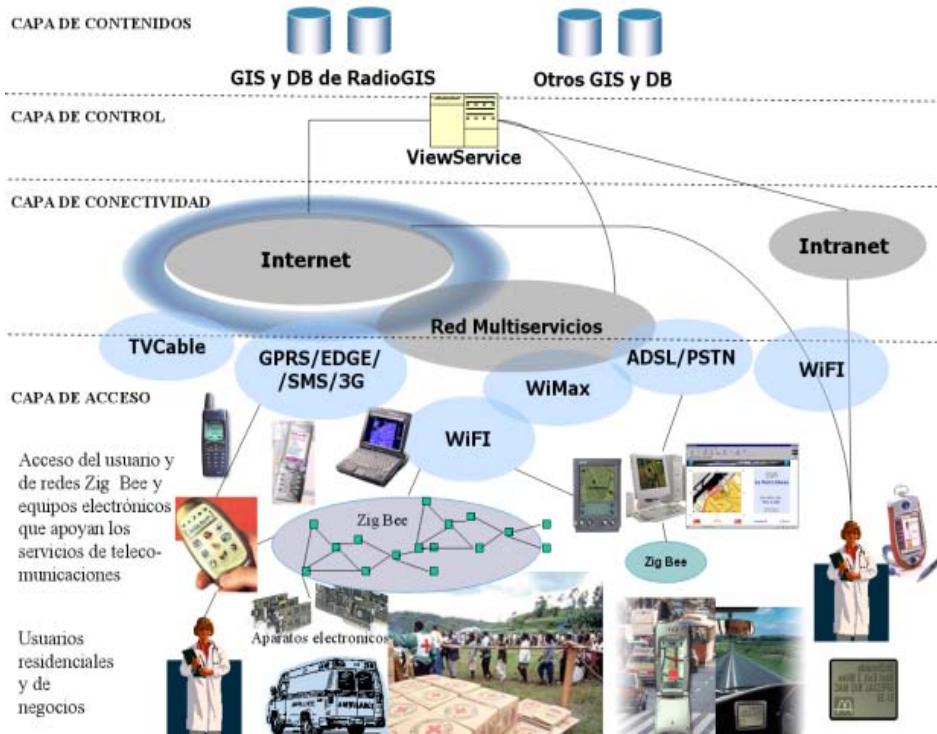 CAPA DE CONTENIDOS
GIS y DB de RadioGIS
Otros GIS y DB
CAPA DE CONTROL
ViewService
CAPA DE CONECTIVIDAD
Internet
Intranet
Red Multiservicios
TVCable
GPRS/EDGE/
/SMS/3G
ADSL/PSTN
WiFI
WiMax
CAPA DE ACCESO
WiFI
Acceso del usuario y
de redes Zig Bee y
equipos electrónicos
que apoyan los
servicios de teleco-
municaciones
Zig Bee
Zig Bee
Aparatos electronicos
Usuarios
residenciales
y de
negocios
AMBULANCE